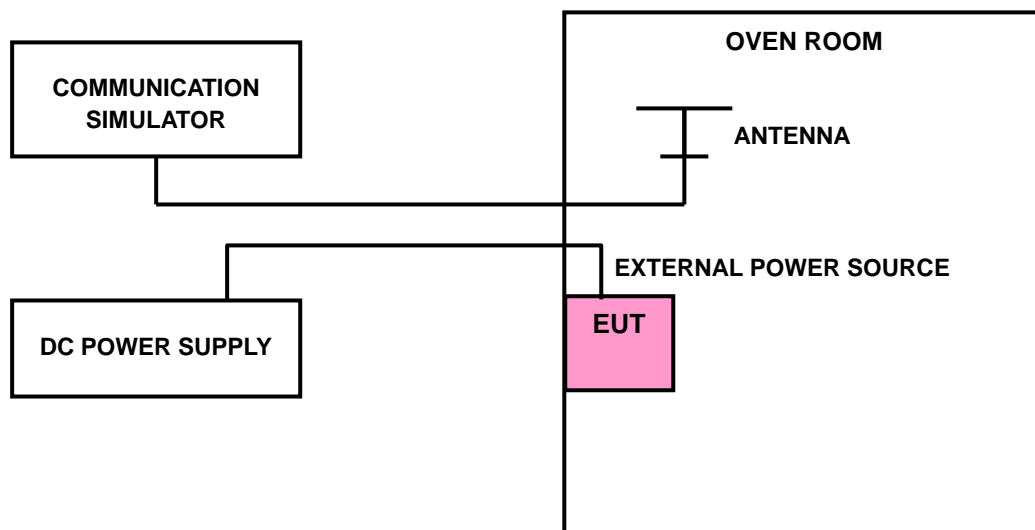 OVEN ROOM
COMMUNICATION
SIMULATOR
ANTENNA
EXTERNAL POWER SOURCE
EUT
DC POWER SUPPLY